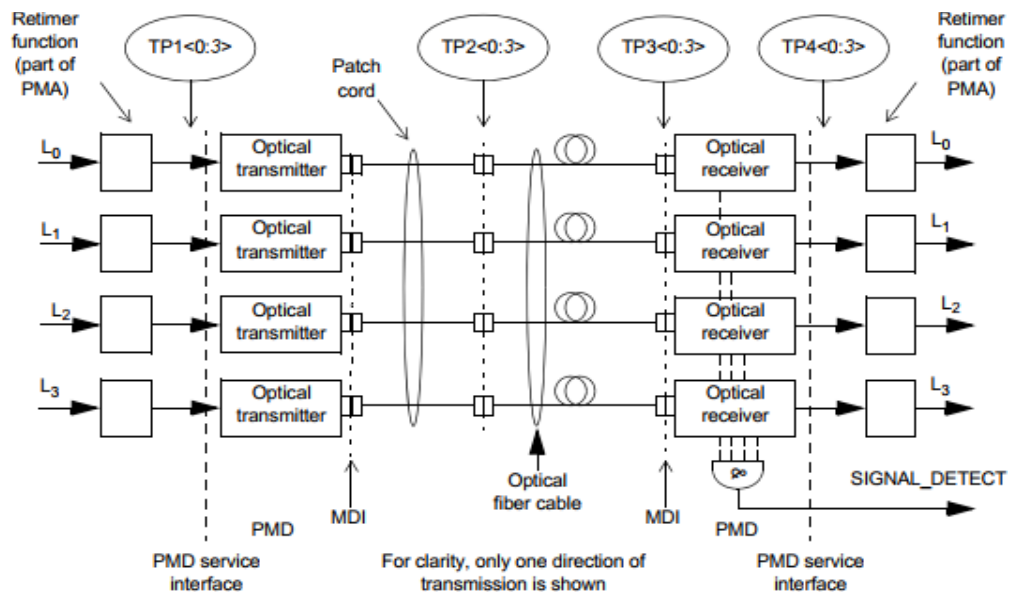 Retimer
function
(part of
PMA)
TP1<0:3>
Patch
cord
TP2<0:3>
TP3<0:3>
TP4<0:3>
Retimer
function
(part of
PMA)
L0
Optical
transmitter
Optical
receiver
L0
L1
Optical
transmitter
Optical
receiver
L1
L2
Optical
transmitter
Optical
receiver
L2
L3
Optical
transmitter
Optical
receiver
L3
&
SIGNAL_DETECT
Optical
fiber cable
PMD
MDI
MDI
PMD
PMD service
interface
For clarity, only one direction of
transmission is shown
PMD service
interface